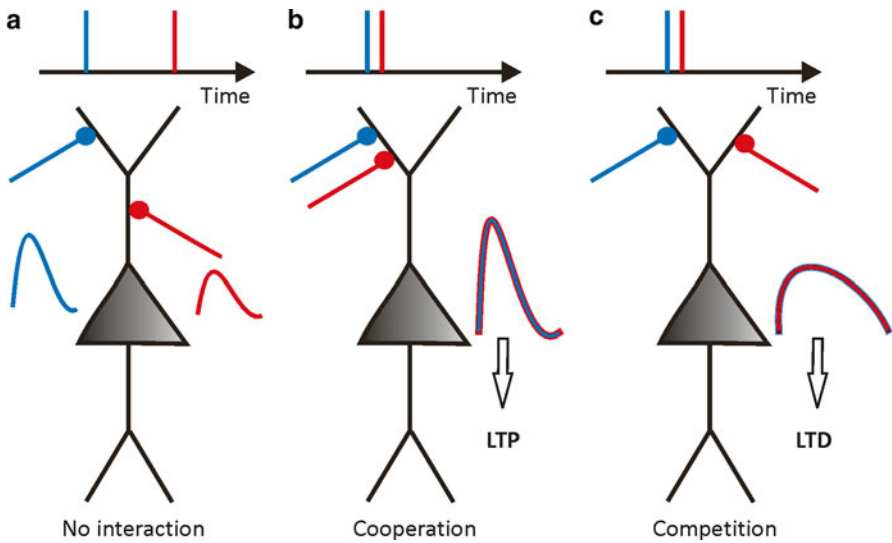 a
Time
No interaction
b
Time
LTP
Cooperation
c
Time
LTD
Competition